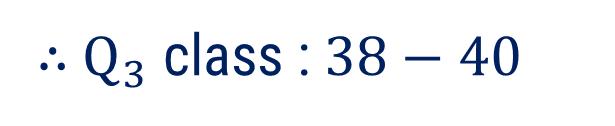 ∴ Q₃ class : 38 − 40